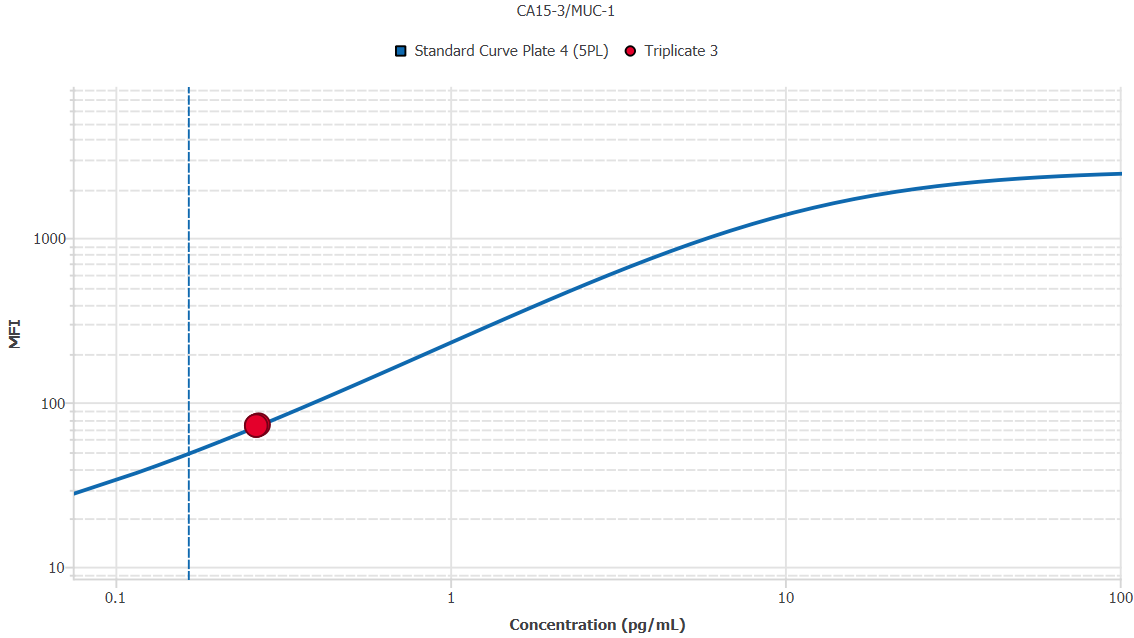 CA15-3/MUC-1
Standard Curve Plate 4 (5PL) Triplicate 3
1000
100
10
MFI
0.1 1 10 100
Concentration (pg/mL)